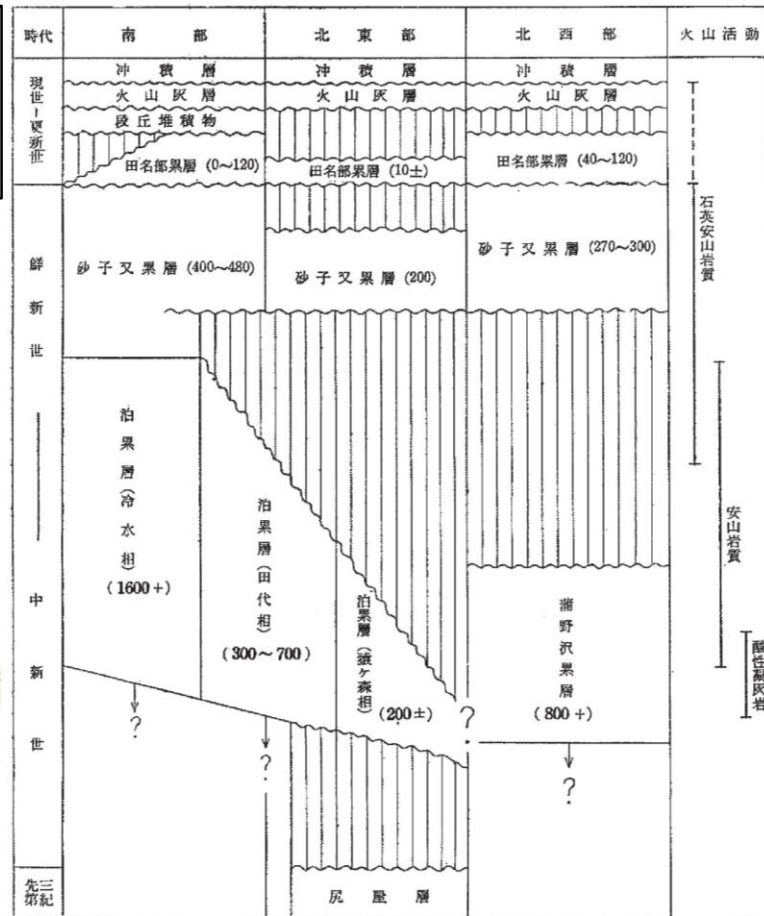 時代 南部 北東部 北西部 火山活動
現世~更新世
冲積層 冲積層 冲積層
火山灰層 火山灰層 火山灰層
段丘堆積物
田名部累層 (0~120) 田名部累層 (10±) 田名部累層 (40~120)
鮮新世
砂子又累層 (400~480) 砂子又累層 (200) 砂子又累層 (270~300)
石英安山岩質
中新世
泊累層(冷水相)
(1600+)
泊累層(田代相)
(300~700)
泊累層(猿ケ森相)
(200±)
蒲野沢累層
(800+)
安山岩質
酸性凝灰岩
?
?
?
?
先第三紀
尻屋層